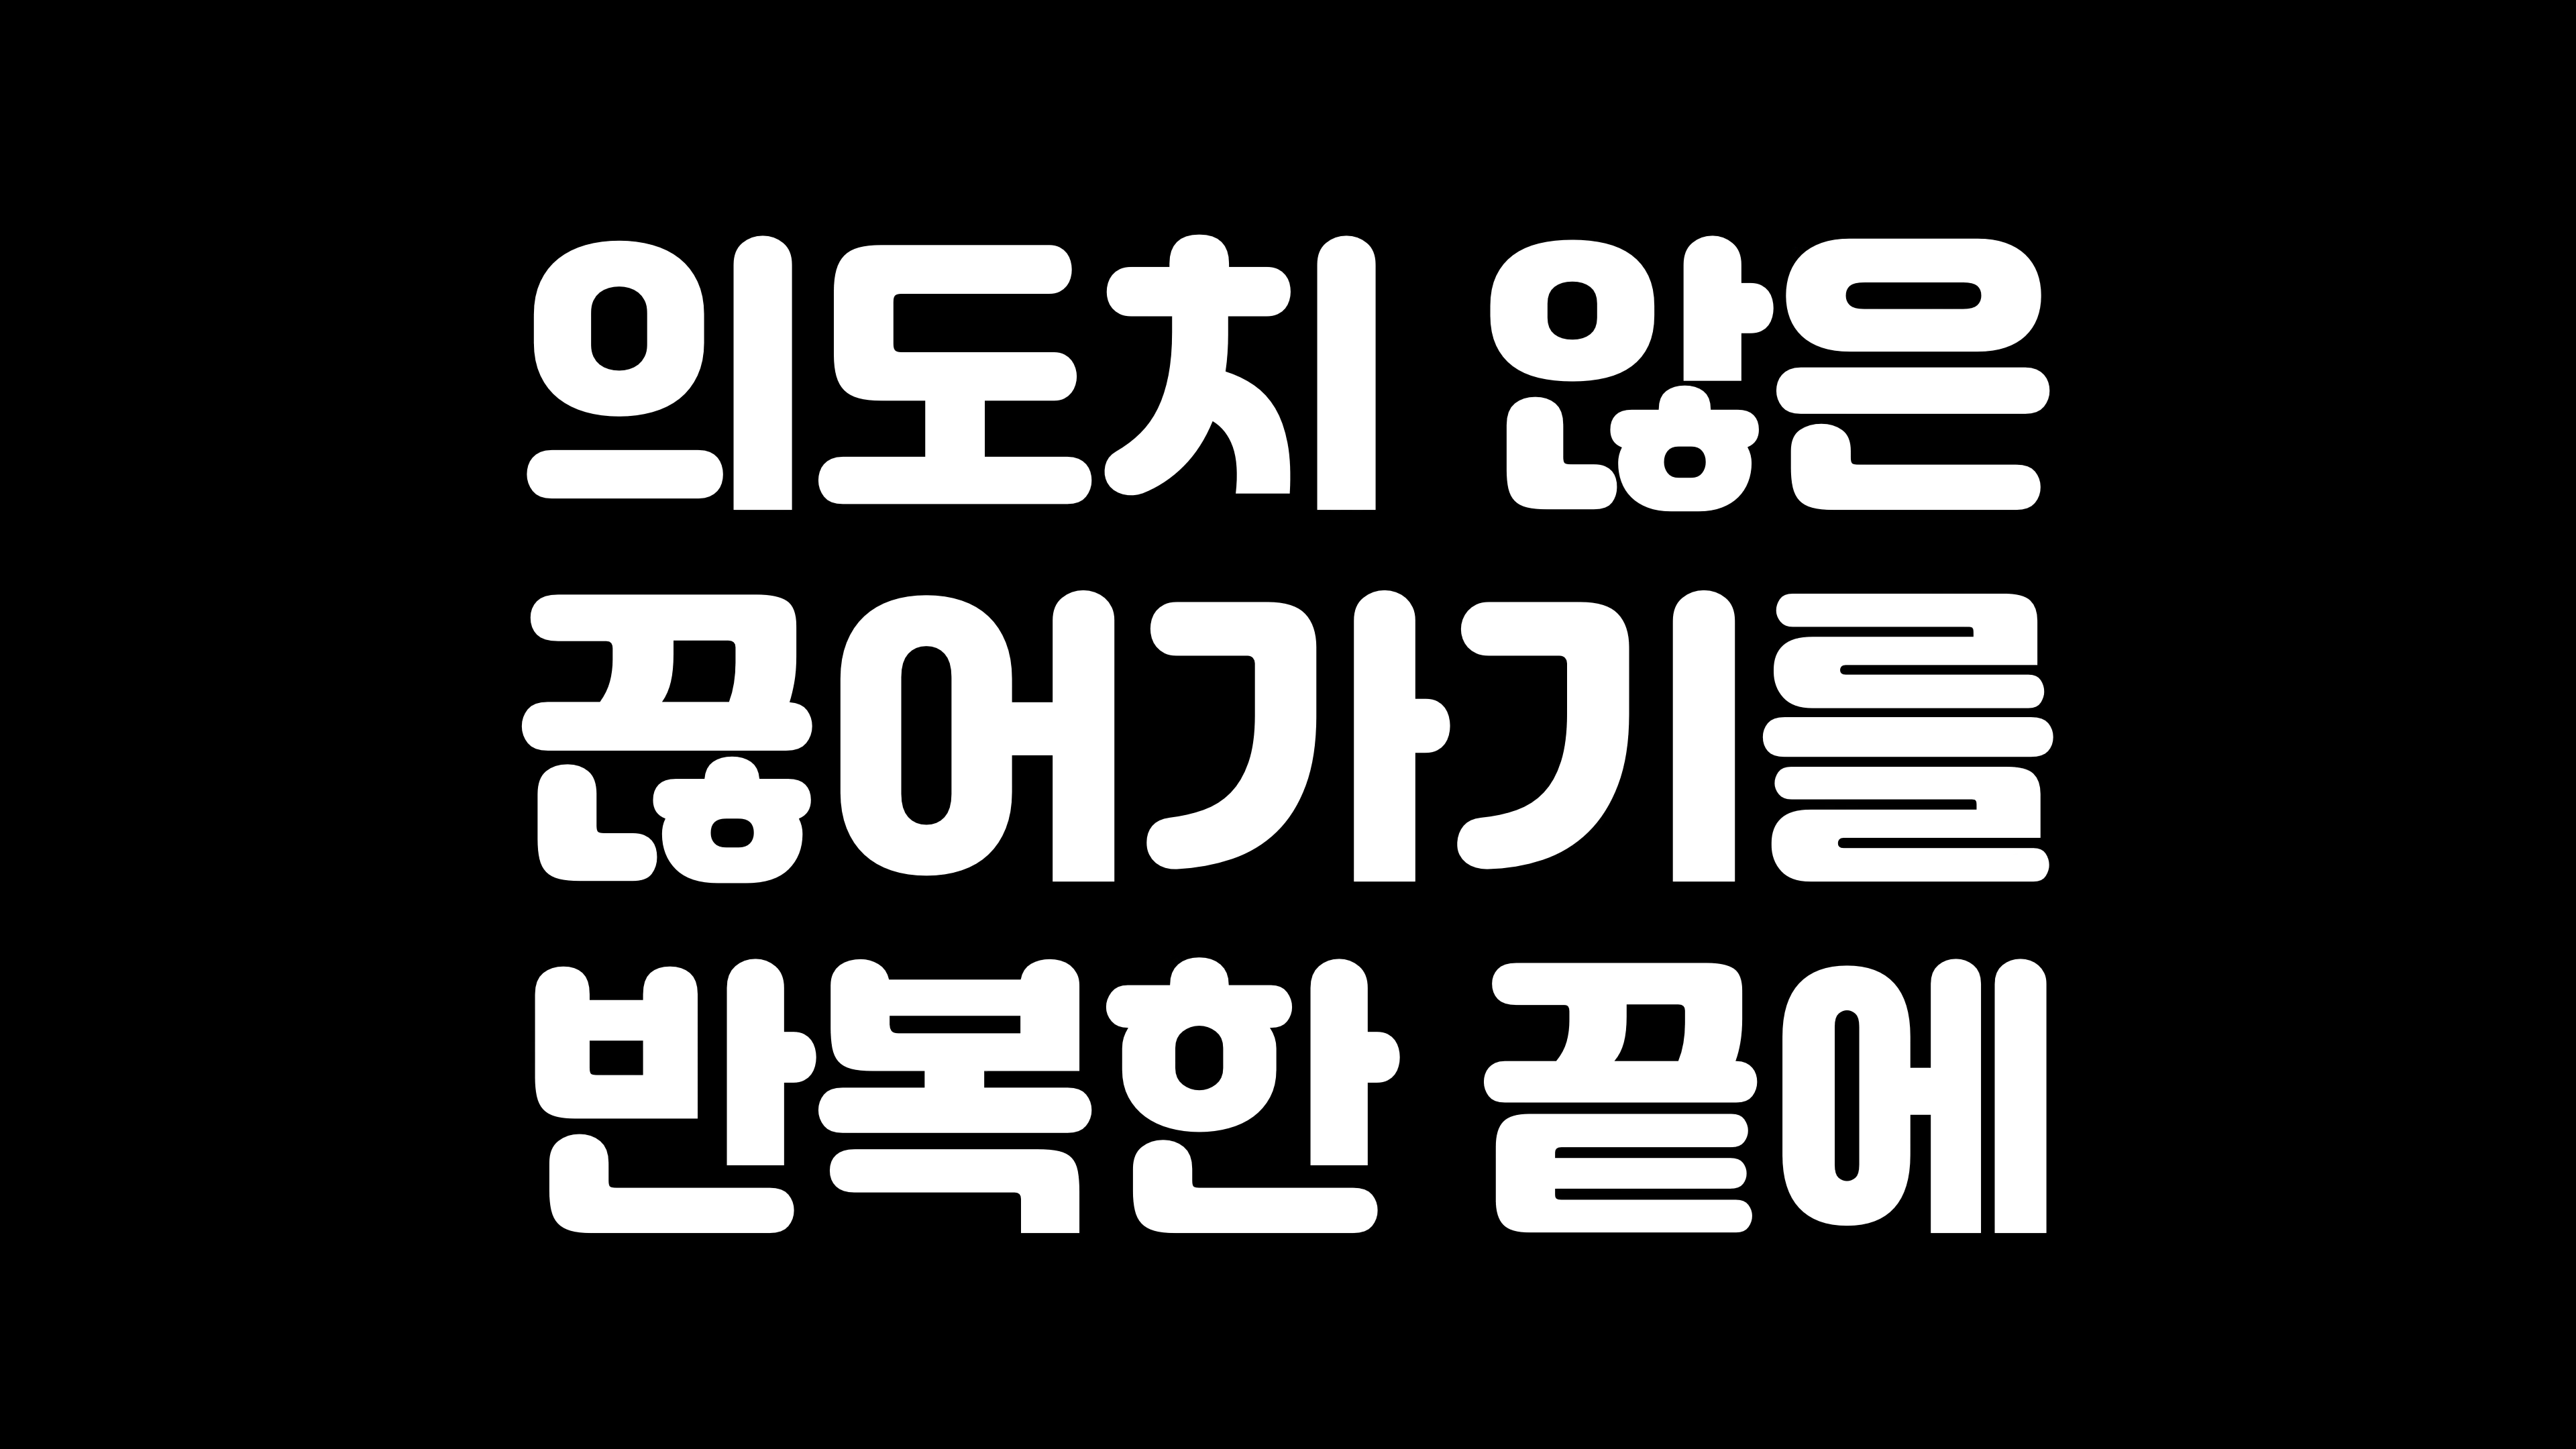 의도치 않은
끊어가기를
반복한 끝에